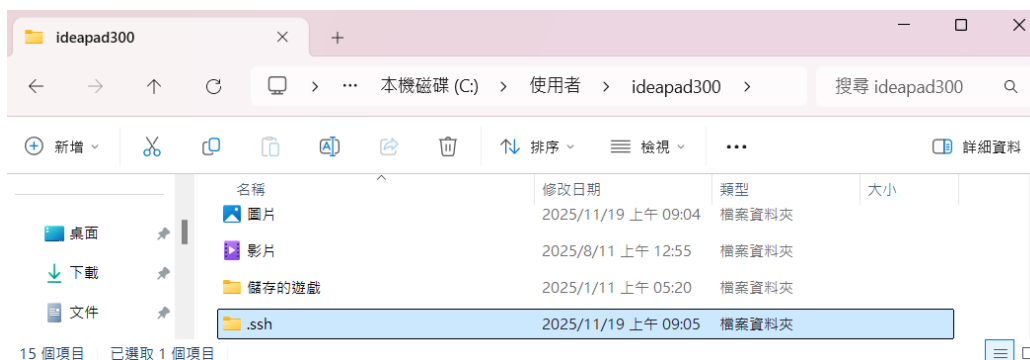 ideapad300
本機磁碟 (C:) 使用者 ideapad300 搜尋 ideapad300
新增 排序 檢視 詳細資料
名稱 修改日期 類型 大小
圖片 2025/11/19 上午 09:04 檔案資料夾
桌面
影片 2025/8/11 上午 12:55 檔案資料夾
下載
儲存的遊戲 2025/1/11 上午 05:20 檔案資料夾
文件
.ssh 2025/11/19 上午 09:05 檔案資料夾
15 個項目 已選取 1 個項目